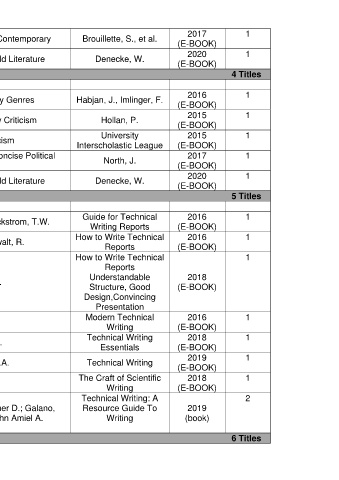 Contemporary Brouillette, S., et al. 2017 (E-BOOK) 1
ld Literature Denecke, W. 2020 (E-BOOK) 1
4 Titles
y Genres Habjan, J., Imlinger, F. 2016 (E-BOOK) 1
y Criticism Hollan, P. 2015 (E-BOOK) 1
cism University Interscholastic League 2015 (E-BOOK) 1
oncise Political North, J. 2017 (E-BOOK) 1
ld Literature Denecke, W. 2020 (E-BOOK) 1
5 Titles
ckstrom, T.W. Guide for Technical Writing Reports 2016 (E-BOOK) 1
valt, R. How to Write Technical Reports 2016 (E-BOOK) 1
How to Write Technical Reports Understandable Structure, Good Design,Convincing Presentation 2018 (E-BOOK) 1
Modern Technical Writing 2016 (E-BOOK) 1
Technical Writing Essentials 2018 (E-BOOK) 1
.A. Technical Writing 2019 (E-BOOK) 1
The Craft of Scientific Writing 2018 (E-BOOK) 1
ner D.; Galano, hn Amiel A. Technical Writing: A Resource Guide To Writing 2019 (book) 2
6 Titles